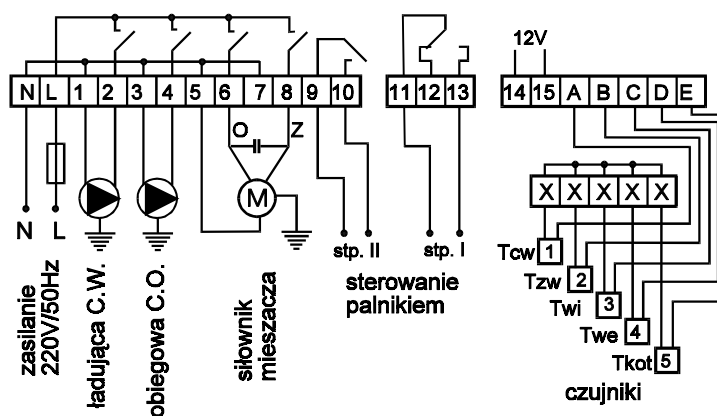 12V
N L 1 2 3 4 5 6 7 8 9 10 11 12 13 14 15 A B C D E
O Z
M
X X X X X
N L
stp. II
stp. I
Tcw 1
Tzw 2
Twi 3
Twe 4
Tkot 5
zasilanie
220V/50Hz
ładująca C.W.
obiegowa C.O.
siłownik
mieszacza
sterowanie
palnikiem
czujniki